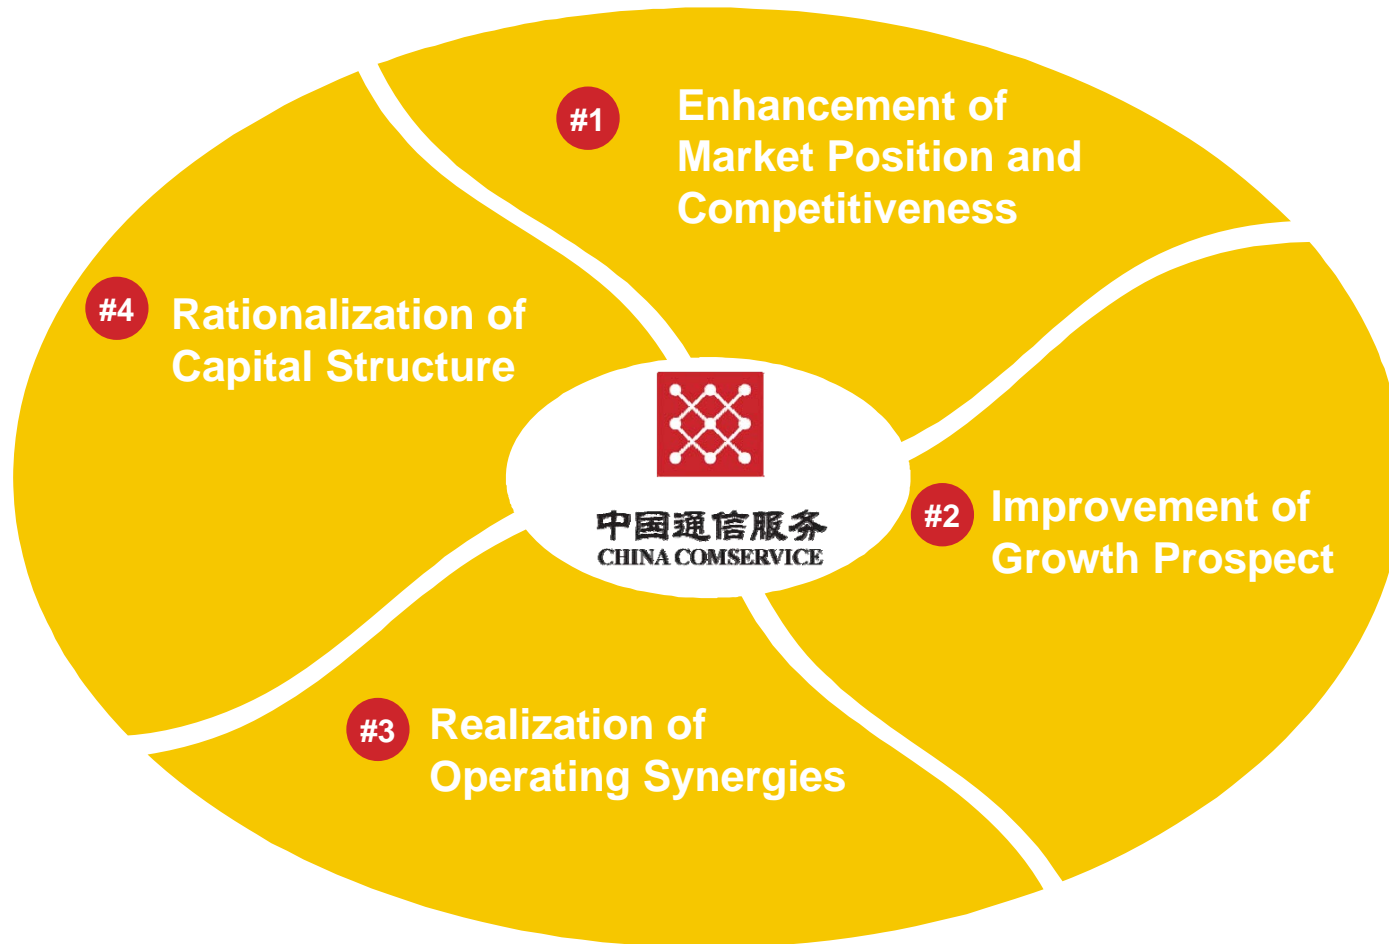 #1
Enhancement of
Market Position and
Competitiveness
#4
Rationalization of
Capital Structure
中国通信服务
CHINA COMSERVICE
#2
Improvement of
Growth Prospect
#3
Realization of
Operating Synergies